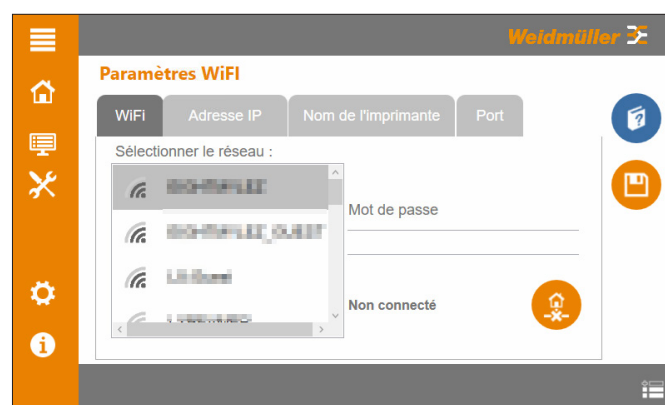 Weidmüller
Paramètres WiFI
WiFi
Adresse IP
Nom de l'imprimante
Port
Sélectionner le réseau :
Mot de passe
Non connecté